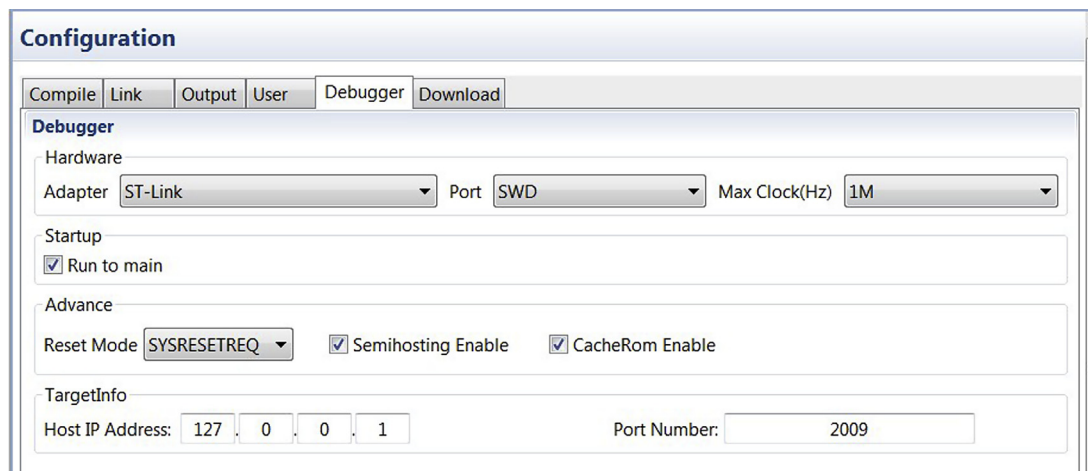 Configuration
Compile Link Output User Debugger Download
Debugger
Hardware
Adapter ST-Link Port SWD Max Clock(Hz) 1M
Startup
Run to main
Advance
Reset Mode SYSRESETREQ Semihosting Enable CacheRom Enable
TargetInfo
Host IP Address: 127 . 0 . 0 . 1 Port Number: 2009